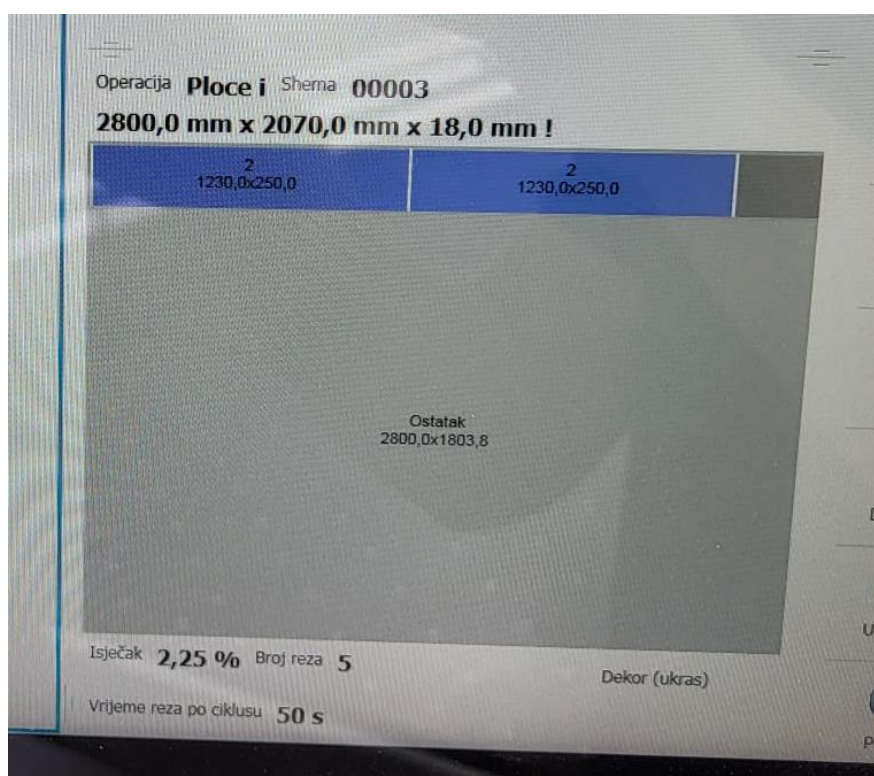 Operacija Ploce i Shema 00003
2800,0 mm x 2070,0 mm x 18,0 mm !
2 2
1230,0x250,0 1230,0x250,0
Ostatak
2800,0x1803,8
Isječak 2,25 % Broj reza 5
Dekor (ukras)
Vrijeme reza po ciklusu 50 s